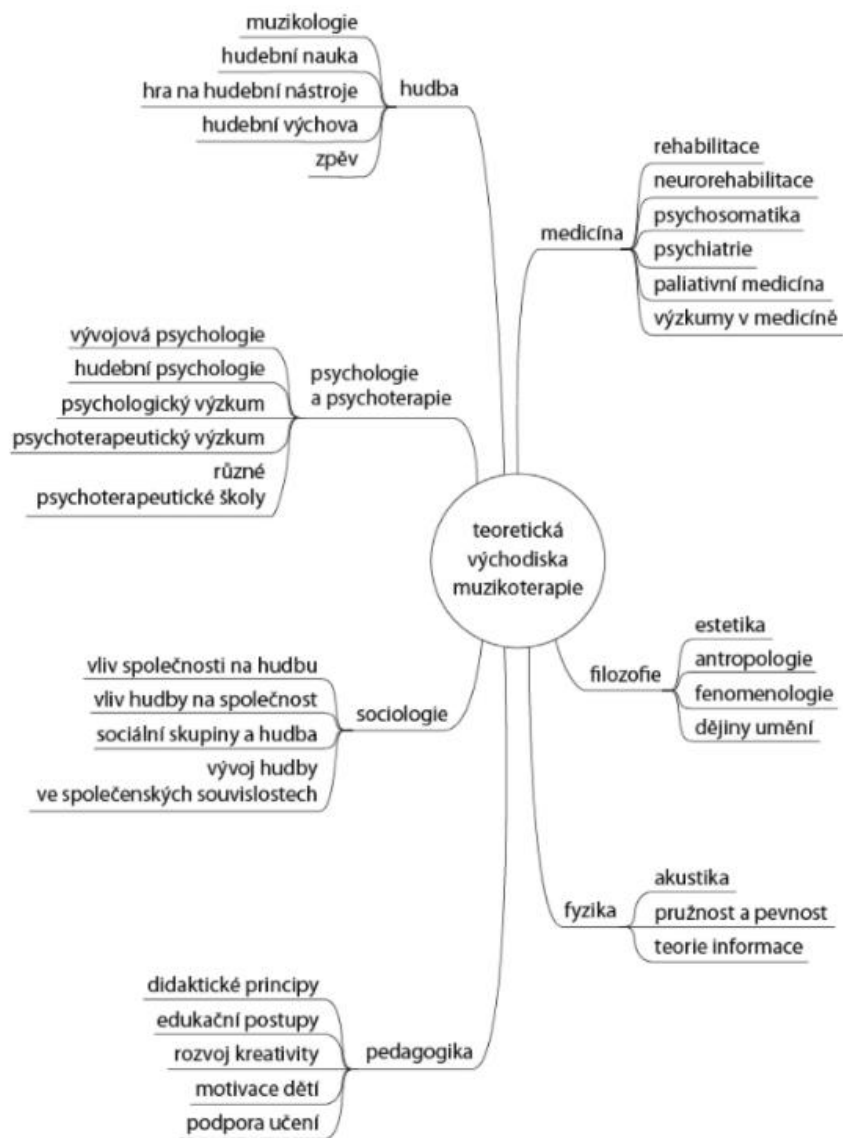 muzikologie
hudební nauka
hra na hudební nástroje
hudební výchova
zpěv
hudba
rehabilitace
neurorehabilitace
psychosomatika
psychiatrie
paliativní medicína
výzkumy v medicíně
medicína
vývojová psychologie
hudební psychologie
psychologický výzkum
psychoterapeutický výzkum
různé
psychoterapeutické školy
psychologie
a psychoterapie
teoretická
východiska
muzikoterapie
vliv společnosti na hudbu
vliv hudby na společnost
sociální skupiny a hudba
vývoj hudby
ve společenských souvislostech
sociologie
filozofie
estetika
antropologie
fenomenologie
dějiny umění
fyzika
akustika
pružnost a pevnost
teorie informace
didaktické principy
edukační postupy
rozvoj kreativity
motivace dětí
podpora učení
pedagogika